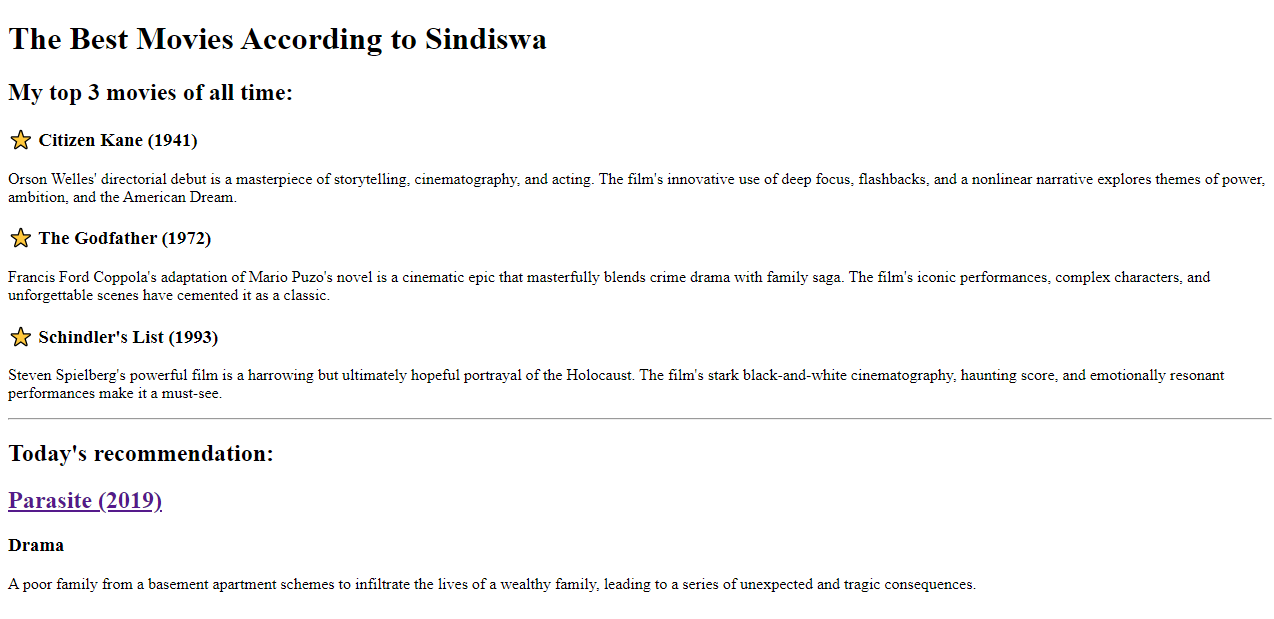 The Best Movies According to Sindiswa
My top 3 movies of all time:
Citizen Kane (1941)
Orson Welles' directorial debut is a masterpiece of storytelling, cinematography, and acting. The film's innovative use of deep focus, flashbacks, and a nonlinear narrative explores themes of power,
ambition, and the American Dream.
The Godfather (1972)
Francis Ford Coppola's adaptation of Mario Puzo's novel is a cinematic epic that masterfully blends crime drama with family saga. The film's iconic performances, complex characters, and
unforgettable scenes have cemented it as a classic.
Schindler's List (1993)
Steven Spielberg's powerful film is a harrowing but ultimately hopeful portrayal of the Holocaust. The film's stark black-and-white cinematography, haunting score, and emotionally resonant
performances make it a must-see.
Today's recommendation:
Parasite (2019)
Drama
A poor family from a basement apartment schemes to infiltrate the lives of a wealthy family, leading to a series of unexpected and tragic consequences.